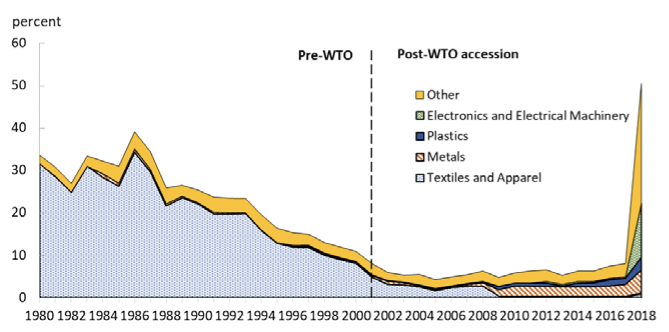 percent
60
50
40
30
20
10
0
Pre-WTO
Post-WTO accession
Other
Electronics and Electrical Machinery
Plastics
Metals
Textiles and Apparel
1980 1982 1984 1986 1988 1990 1992 1994 1996 1998 2000 2002 2004 2006 2008 2010 2012 2014 2016 2018